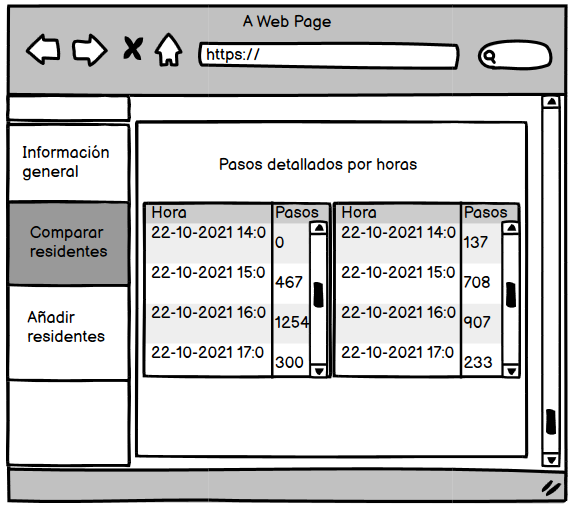 A Web Page
https://
Información
general
Comparar
residentes
Añadir
residentes
Pasos detallados por horas
Hora Pasos Hora Pasos
22-10-2021 14:0 0 22-10-2021 14:0 137
22-10-2021 15:0 467 22-10-2021 15:0 708
22-10-2021 16:0 1254 22-10-2021 16:0 907
22-10-2021 17:0 300 22-10-2021 17:0 233